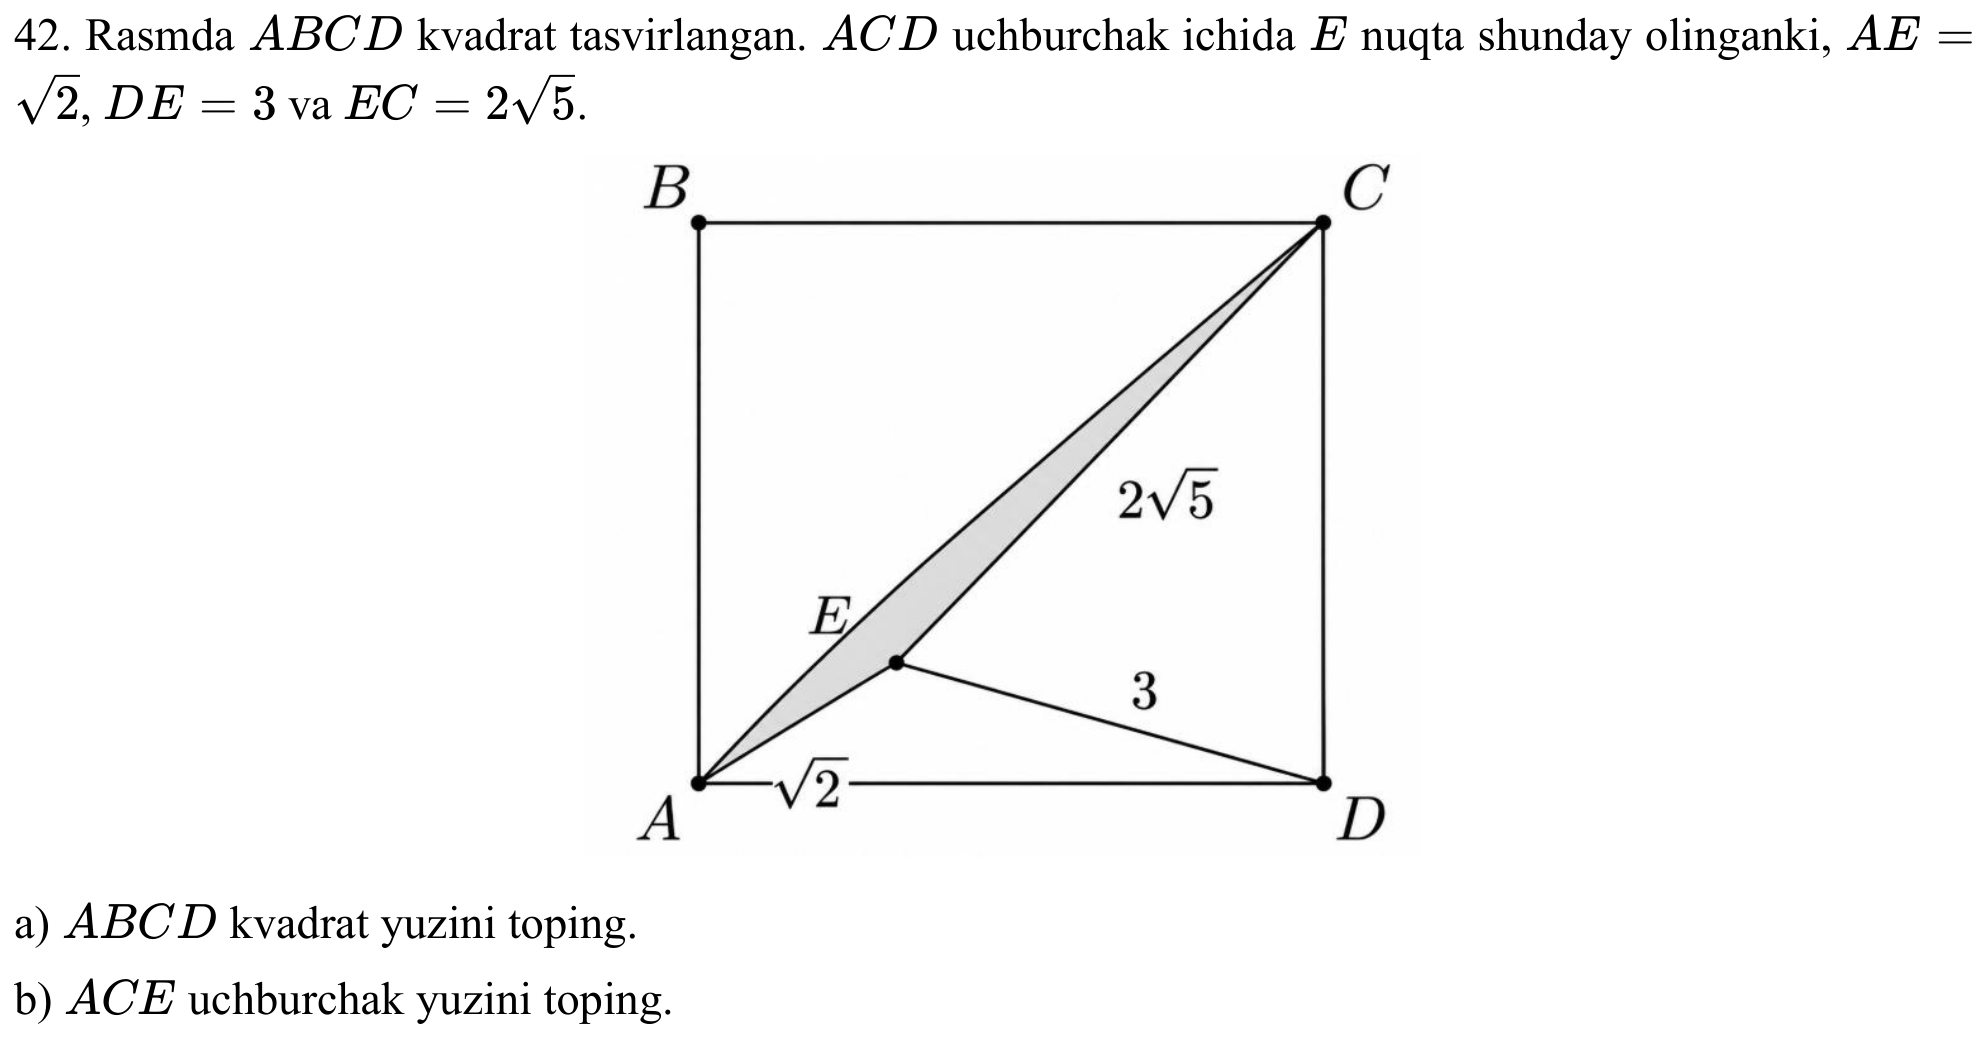 42. Rasmda ABCD kvadrat tasvirlangan. ACD uchburchak ichida E nuqta shunday olinganki, AE =
√2, DE = 3 va EC = 2√5.
B
C
2√5
E
3
√2
A
D
a) ABCD kvadrat yuzini toping.
b) ACE uchburchak yuzini toping.